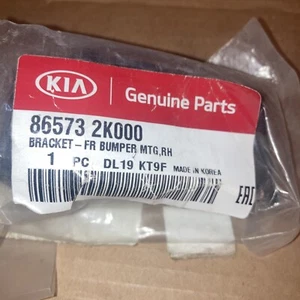 KIA Genuine Parts
86573 2K000
BRACKET-FR BUMPER MTG,RH
1 PC DL19 KT9F MADE IN KOREA
EAC